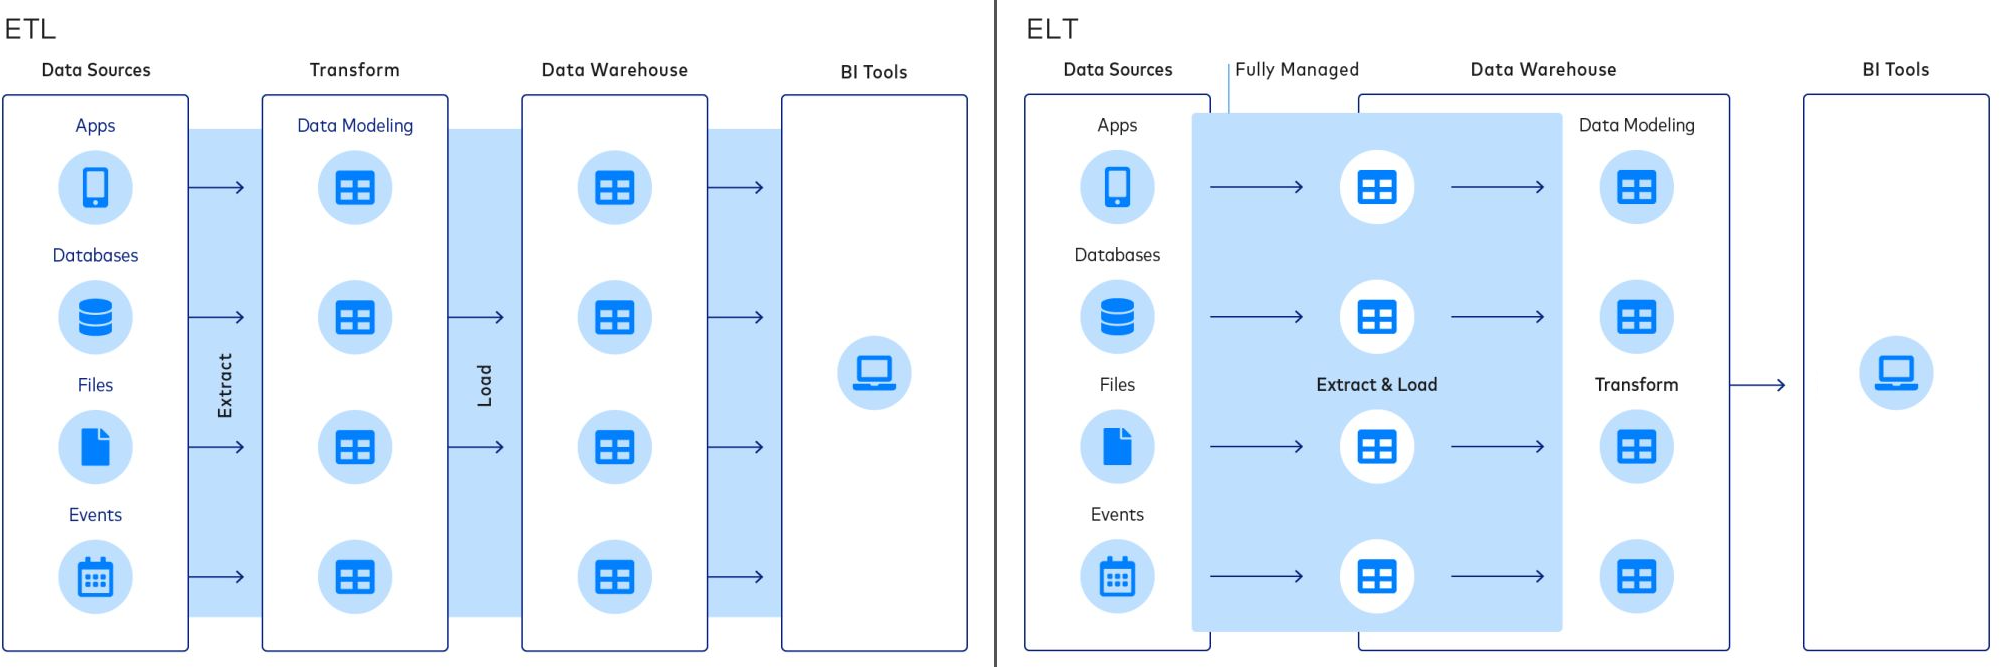 ETL
Data Sources
Transform
Data Warehouse
BI Tools
Apps
Data Modeling
Databases
Files
Extract
Load
Events
ELT
Data Sources
Fully Managed
Data Warehouse
BI Tools
Apps
Data Modeling
Databases
Files
Extract & Load
Transform
Events